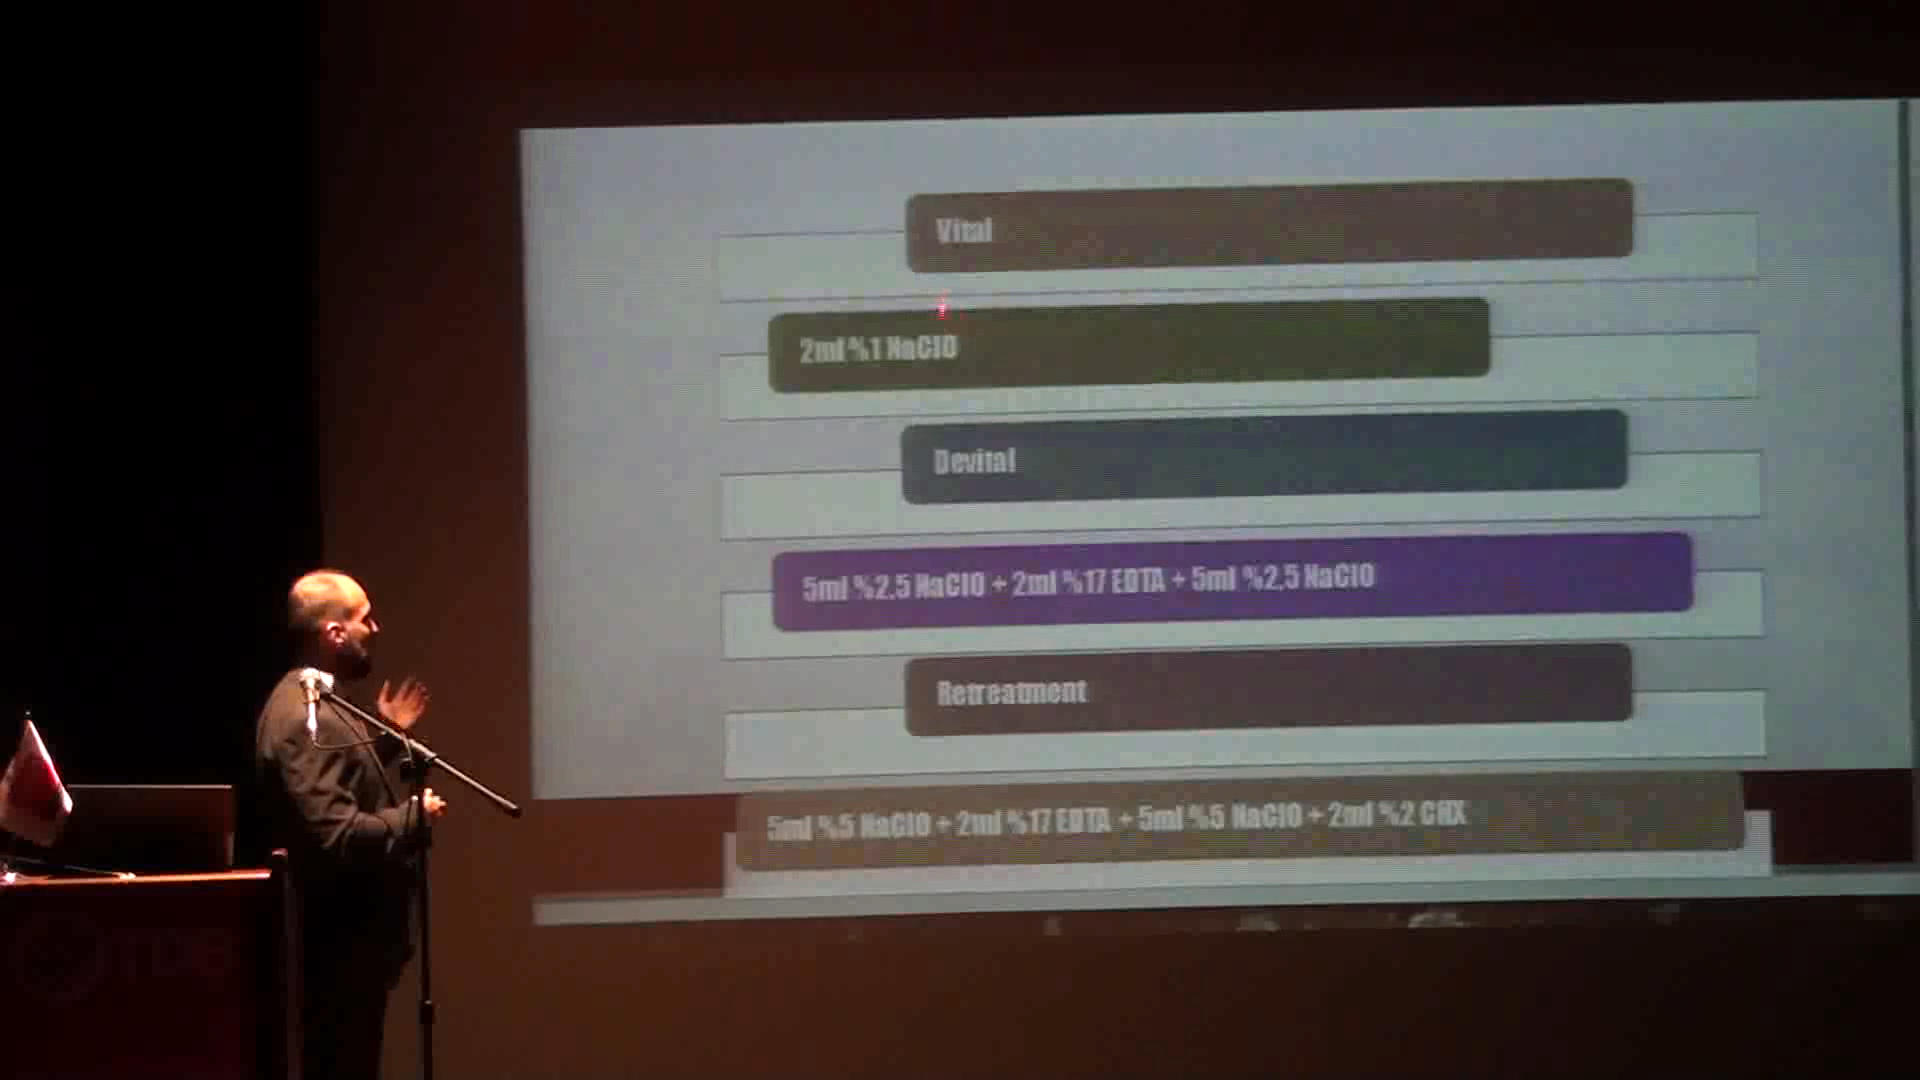 Vital
2ml %1 NaClO
Devital
5ml %2.5 NaClO + 2ml %17 EDTA + 5ml %2,5 NaClO
Retreatment
5ml %5 NaClO + 2ml %17 EDTA + 5ml %5 NaClO + 2ml %2 CHX
TDB